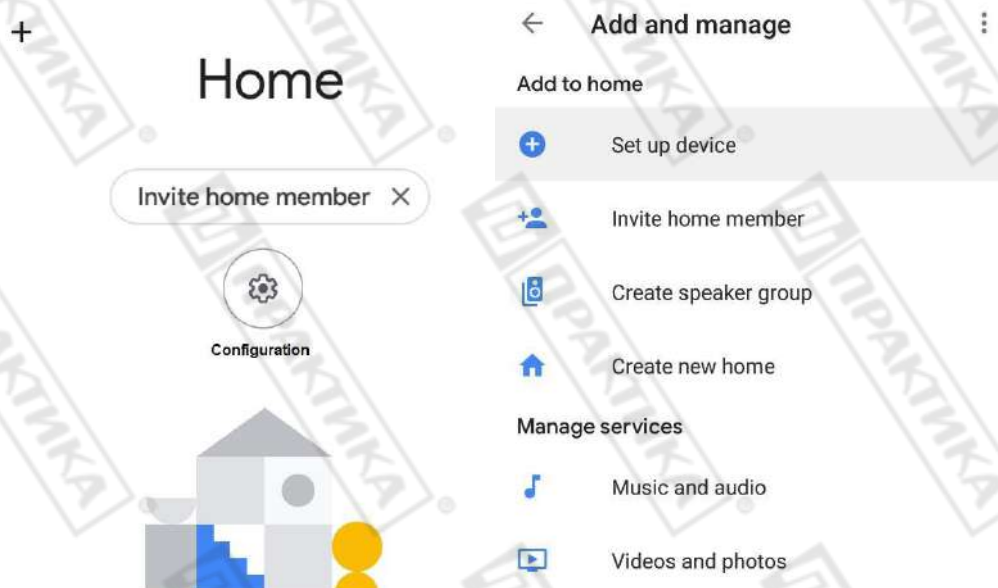 Home
Invite home member
Configuration
Add and manage
Add to home
Set up device
Invite home member
Create speaker group
Create new home
Manage services
Music and audio
Videos and photos
ПРАКТИКА